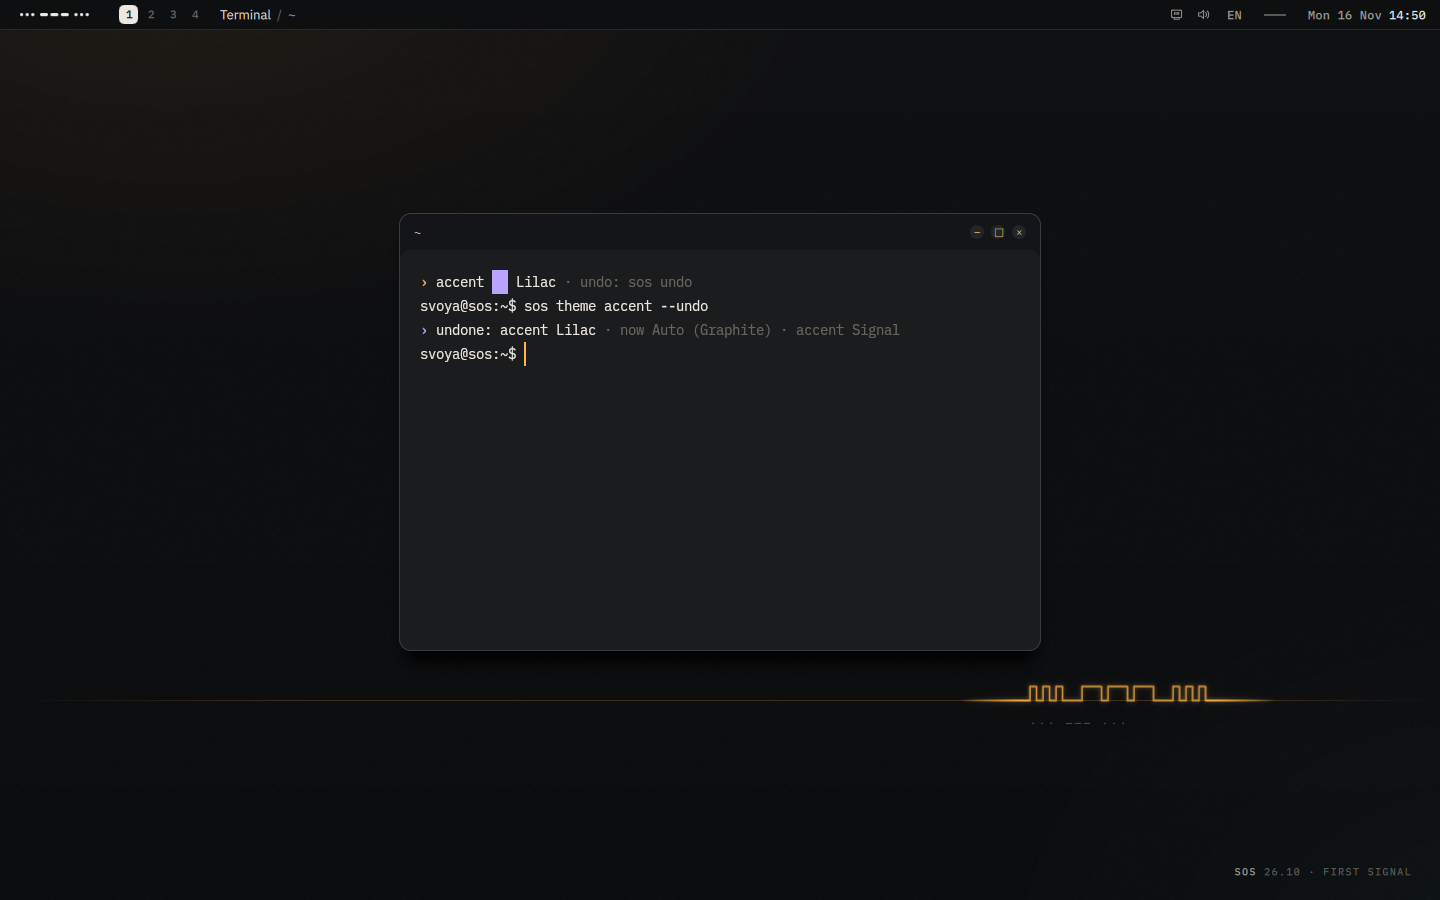 1 2 3 4 Terminal / ~ EN Mon 16 Nov 14:50
~
› accent Lilac · undo: sos undo
svoya@sos:~$ sos theme accent --undo
› undone: accent Lilac · now Auto (Graphite) · accent Signal
svoya@sos:~$
··· ––– ···
SOS 26.10 · FIRST SIGNAL